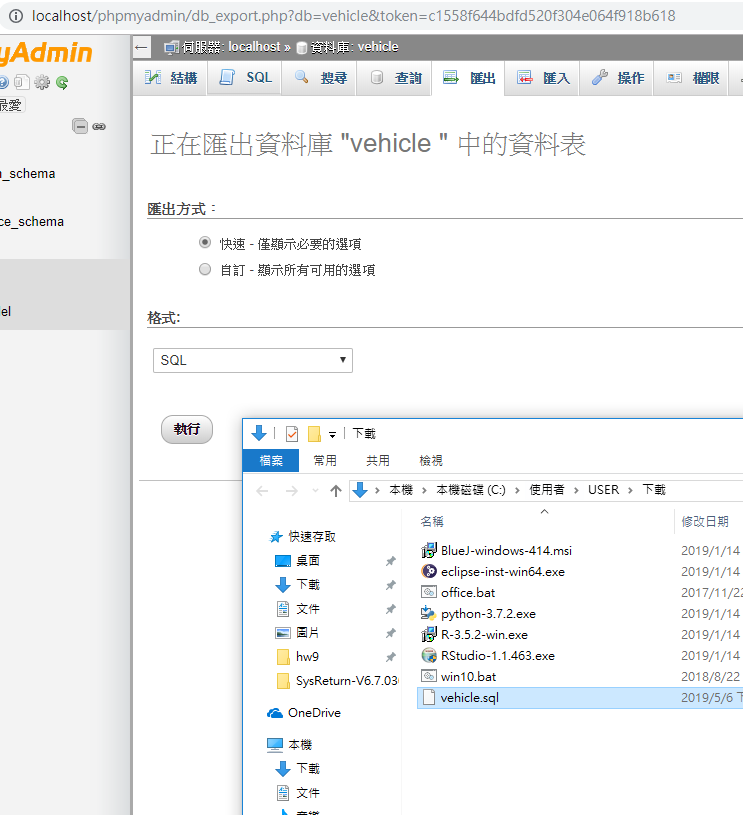 localhost/phpmyadmin/db_export.php?db=vehicle&token=c1558f644bdfd520f304e064f918b618
yAdmin
← 伺服器: localhost » 資料庫: vehicle
結構 SQL 搜尋 查詢 匯出 匯入 操作 權限
最愛
正在匯出資料庫 "vehicle " 中的資料表
_schema
匯出方式：
ce_schema
快速 - 僅顯示必要的選項
自訂 - 顯示所有可用的選項
el
格式:
SQL
執行
下載
檔案 常用 共用 檢視
本機 › 本機磁碟 (C:) › 使用者 › USER › 下載
名稱 修改日期
快速存取
桌面
下載
文件
圖片
hw9
SysReturn-V6.7.03
OneDrive
本機
下載
文件
BlueJ-windows-414.msi 2019/1/14
eclipse-inst-win64.exe 2019/1/14
office.bat 2017/11/22
python-3.7.2.exe 2019/1/14
R-3.5.2-win.exe 2019/1/14
RStudio-1.1.463.exe 2019/1/14
win10.bat 2018/8/22
vehicle.sql 2019/5/6 下